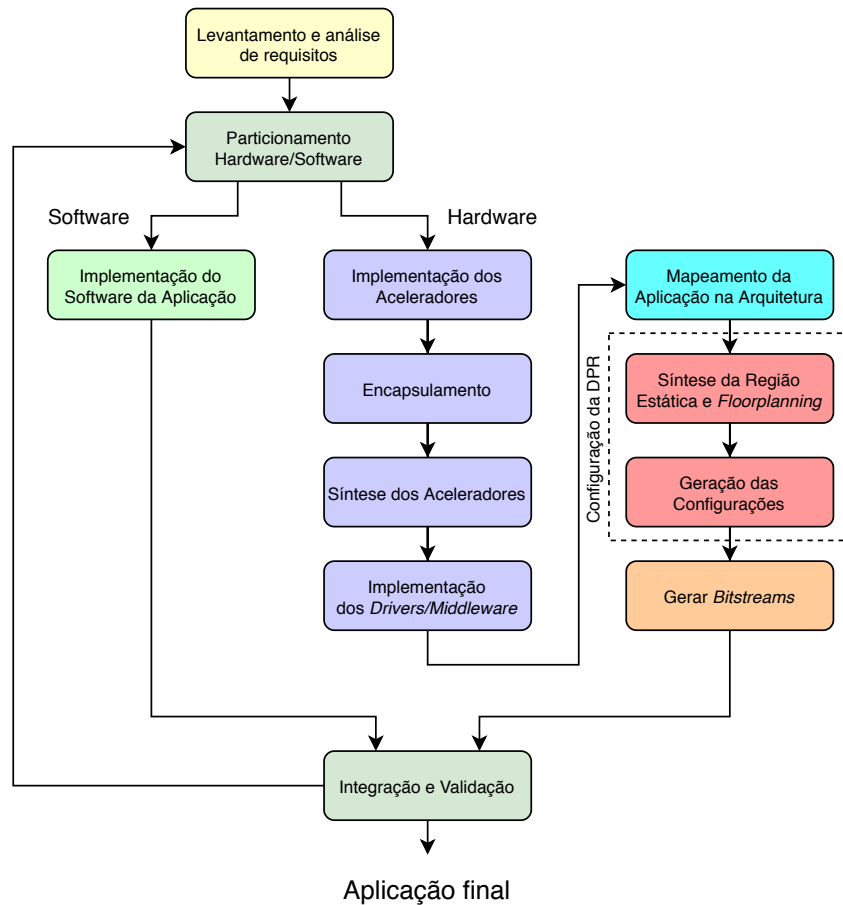 Levantamento e análise
de requisitos
Particionamento
Hardware/Software
Software
Hardware
Implementação do
Software da Aplicação
Implementação dos
Aceleradores
Encapsulamento
Síntese dos Aceleradores
Implementação
dos Drivers/Middleware
Mapeamento da
Aplicação na Arquitetura
Configuração da DPR
Síntese da Região
Estática e Floorplanning
Geração das
Configurações
Gerar Bitstreams
Integração e Validação
Aplicação final